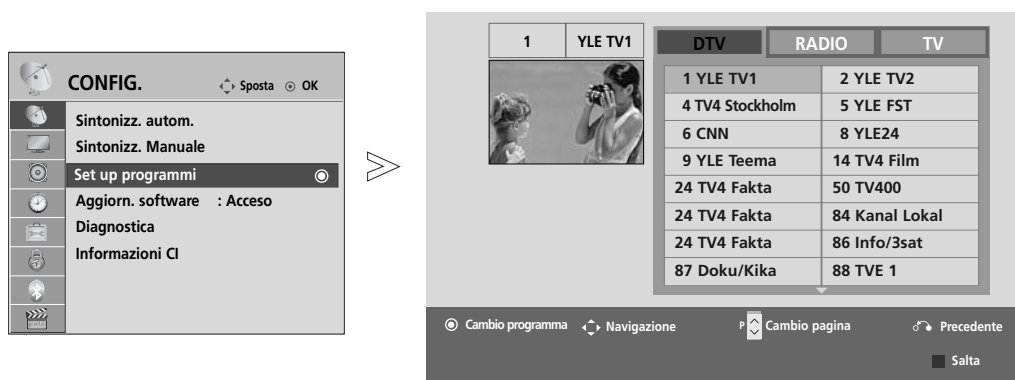 CONFIG. Sposta OK
Sintonizz. autom.
Sintonizz. Manuale
Set up programmi
Aggiorn. software : Acceso
Diagnostica
Informazioni CI
1 YLE TV1
DTV RADIO TV
1 YLE TV1 2 YLE TV2
4 TV4 Stockholm 5 YLE FST
6 CNN 8 YLE24
9 YLE Teema 14 TV4 Film
24 TV4 Fakta 50 TV400
24 TV4 Fakta 84 Kanal Lokal
24 TV4 Fakta 86 Info/3sat
87 Doku/Kika 88 TVE 1
Cambio programma Navigazione P Cambio pagina Precedente
Salta